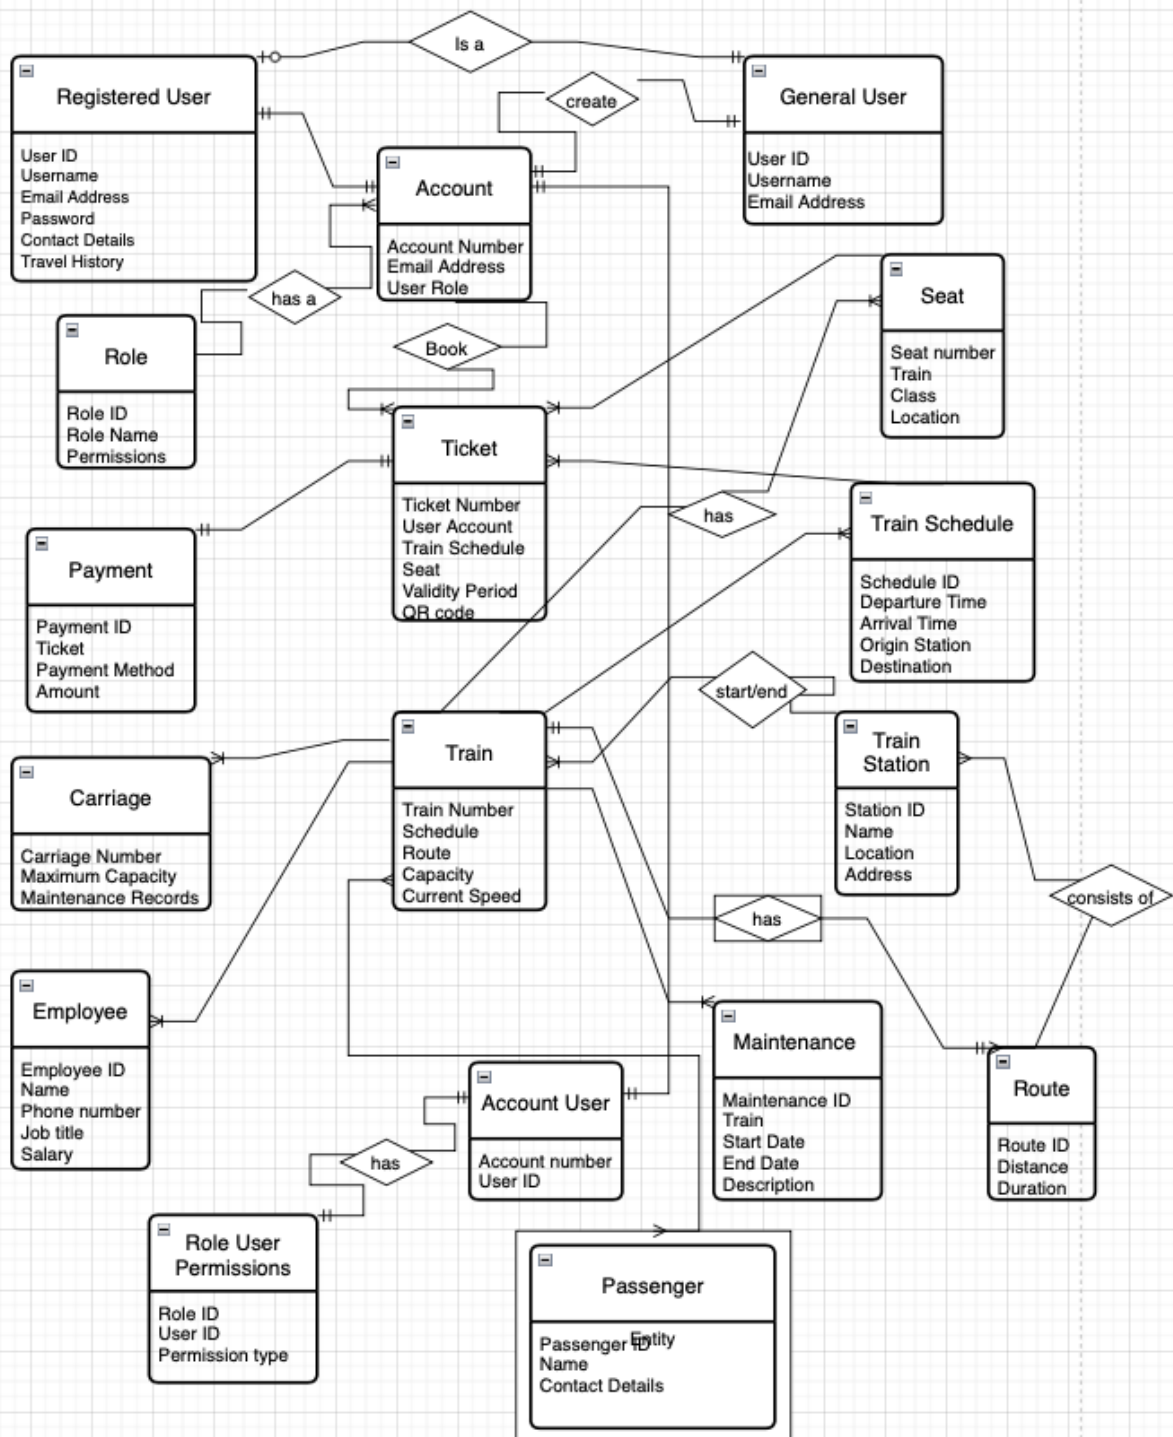 Is a
Registered User
User ID
Username
Email Address
Password
Contact Details
Travel History
create
General User
User ID
Username
Email Address
Account
Account Number
Email Address
User Role
has a
Role
Role ID
Role Name
Permissions
Book
Seat
Seat number
Train
Class
Location
Ticket
Ticket Number
User Account
Train Schedule
Seat
Validity Period
QR code
has
Train Schedule
Schedule ID
Departure Time
Arrival Time
Origin Station
Destination
Payment
Payment ID
Ticket
Payment Method
Amount
start/end
Train
Train Number
Schedule
Route
Capacity
Current Speed
Train
Station
Station ID
Name
Location
Address
Carriage
Carriage Number
Maximum Capacity
Maintenance Records
has
consists of
Employee
Employee ID
Name
Phone number
Job title
Salary
Maintenance
Maintenance ID
Train
Start Date
End Date
Description
Route
Route ID
Distance
Duration
Account User
Account number
User ID
has
Role User
Permissions
Role ID
User ID
Permission type
Passenger
Entity
Passenger ID
Name
Contact Details